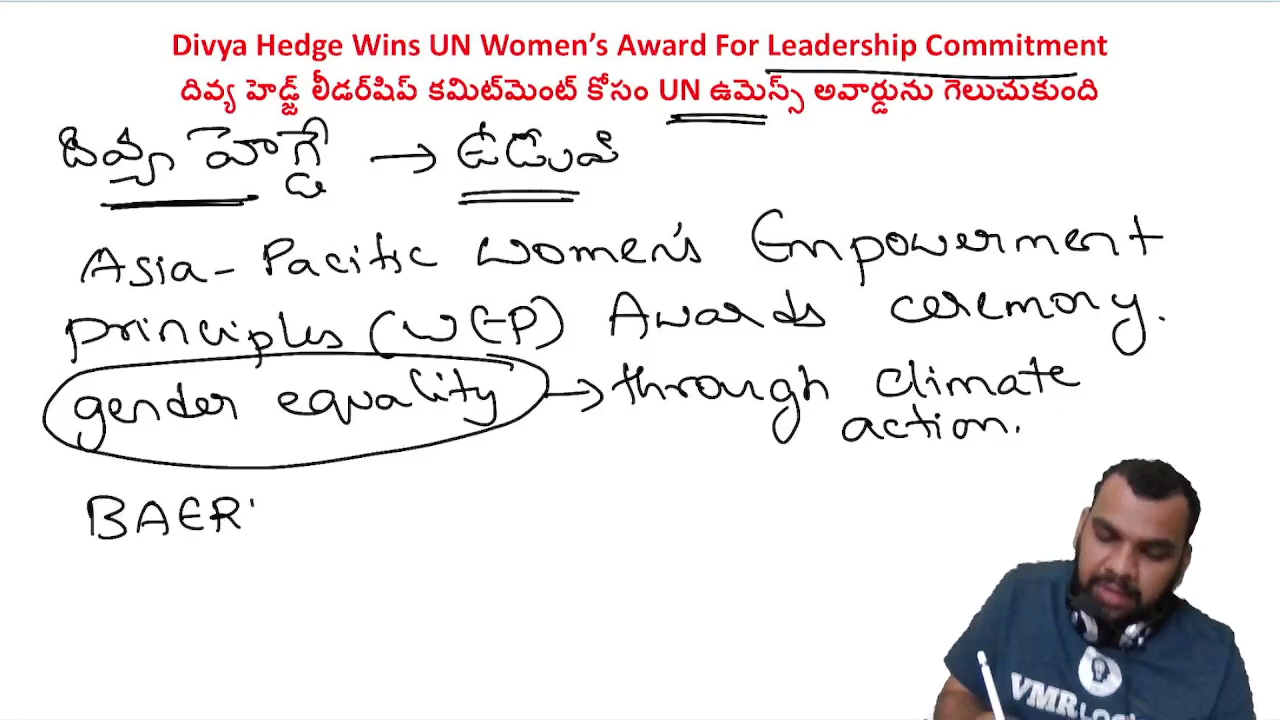 Divya Hedge Wins UN Women’s Award For Leadership Commitment
దివ్య హెడ్జ్ లీడర్‌షిప్ కమిట్‌మెంట్ కోసం UN ఉమెన్స్ అవార్డును గెలుచుకుంది
దివ్య హెగ్డే → ఉడుపి
Asia-Pacific Women's Empowerment
principles (WEP) Awards ceremony.
gender equality → through climate
action.
BAER'
VMR LOG